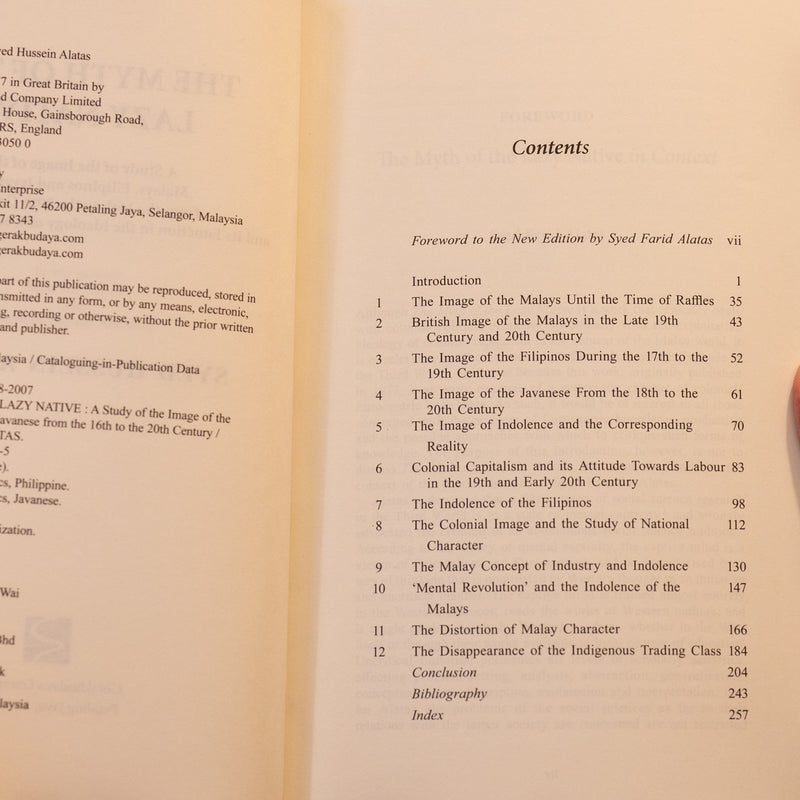 ed Hussein Alatas
7 in Great Britain by
d Company Limited
House, Gainsborough Road,
RS, England
3050 0
y
nterprise
kit 11/2, 46200 Petaling Jaya, Selangor, Malaysia
7 8343
gerakbudaya.com
gerakbudaya.com
part of this publication may be reproduced, stored in
nsmitted in any form, or by any means, electronic,
g, recording or otherwise, without the prior written
and publisher.
aysia / Cataloguing-in-Publication Data
8-2007
LAZY NATIVE : A Study of the Image of the
avanese from the 16th to the 20th Century /
TAS.
-5
e).
cs, Philippine.
cs, Javanese.
ization.
Wai
Bhd
k
laysia
Contents
Foreword to the New Edition by Syed Farid Alatas vii
Introduction 1
1 The Image of the Malays Until the Time of Raffles 35
2 British Image of the Malays in the Late 19th 43
Century and 20th Century
3 The Image of the Filipinos During the 17th to the 52
19th Century
4 The Image of the Javanese From the 18th to the 61
20th Century
5 The Image of Indolence and the Corresponding 70
Reality
6 Colonial Capitalism and its Attitude Towards Labour 83
in the 19th and Early 20th Century
7 The Indolence of the Filipinos 98
8 The Colonial Image and the Study of National 112
Character
9 The Malay Concept of Industry and Indolence 130
10 ‘Mental Revolution’ and the Indolence of the 147
Malays
11 The Distortion of Malay Character 166
12 The Disappearance of the Indigenous Trading Class 184
Conclusion 204
Bibliography 243
Index 257